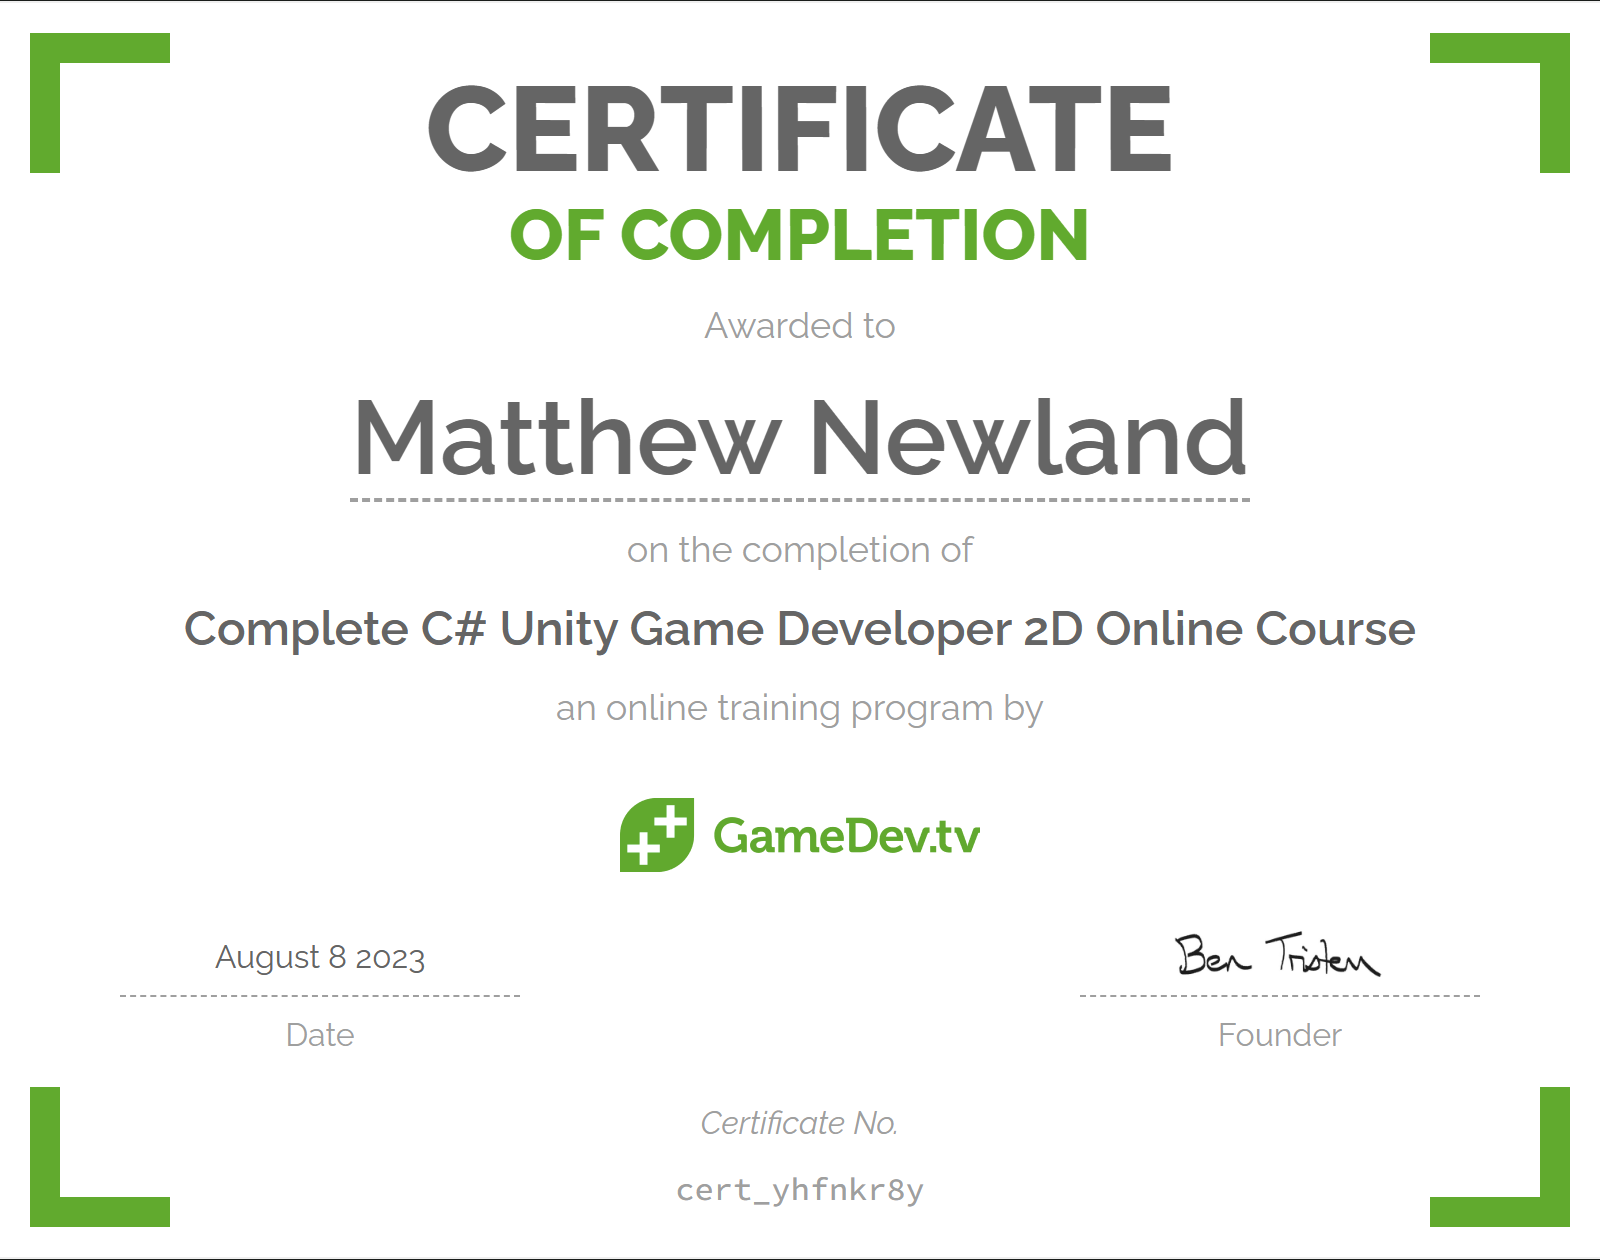 CERTIFICATE
OF COMPLETION
Awarded to
Matthew Newland
on the completion of
Complete C# Unity Game Developer 2D Online Course
an online training program by
GameDev.tv
August 8 2023
Ben Tristem
Date
Founder
Certificate No.
cert_yhfnkr8y